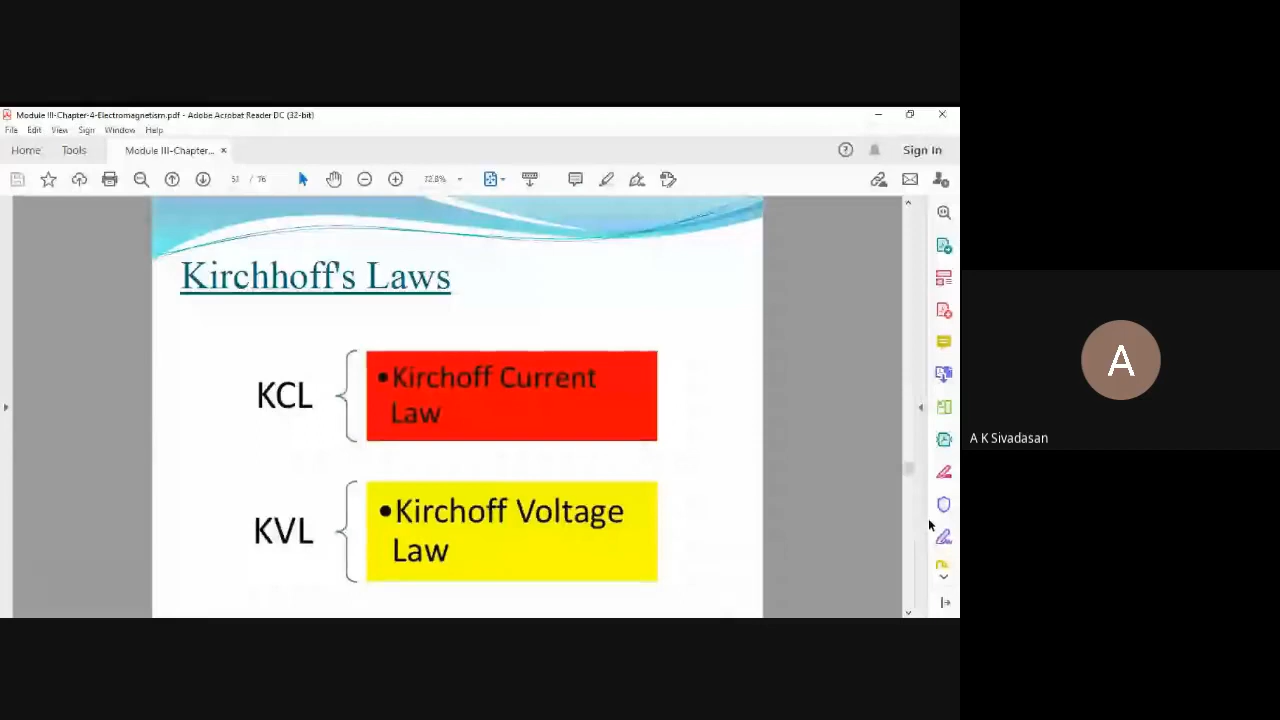 Module III-Chapter-4-Electromagnetism.pdf - Adobe Acrobat Reader DC (32-bit)
File Edit View Sign Window Help
Home Tools Module III-Chapter... × Sign In
/ 76 72.8%
Kirchhoff's Laws
KCL
•Kirchoff Current
Law
KVL
•Kirchoff Voltage
Law
A
A K Sivadasan